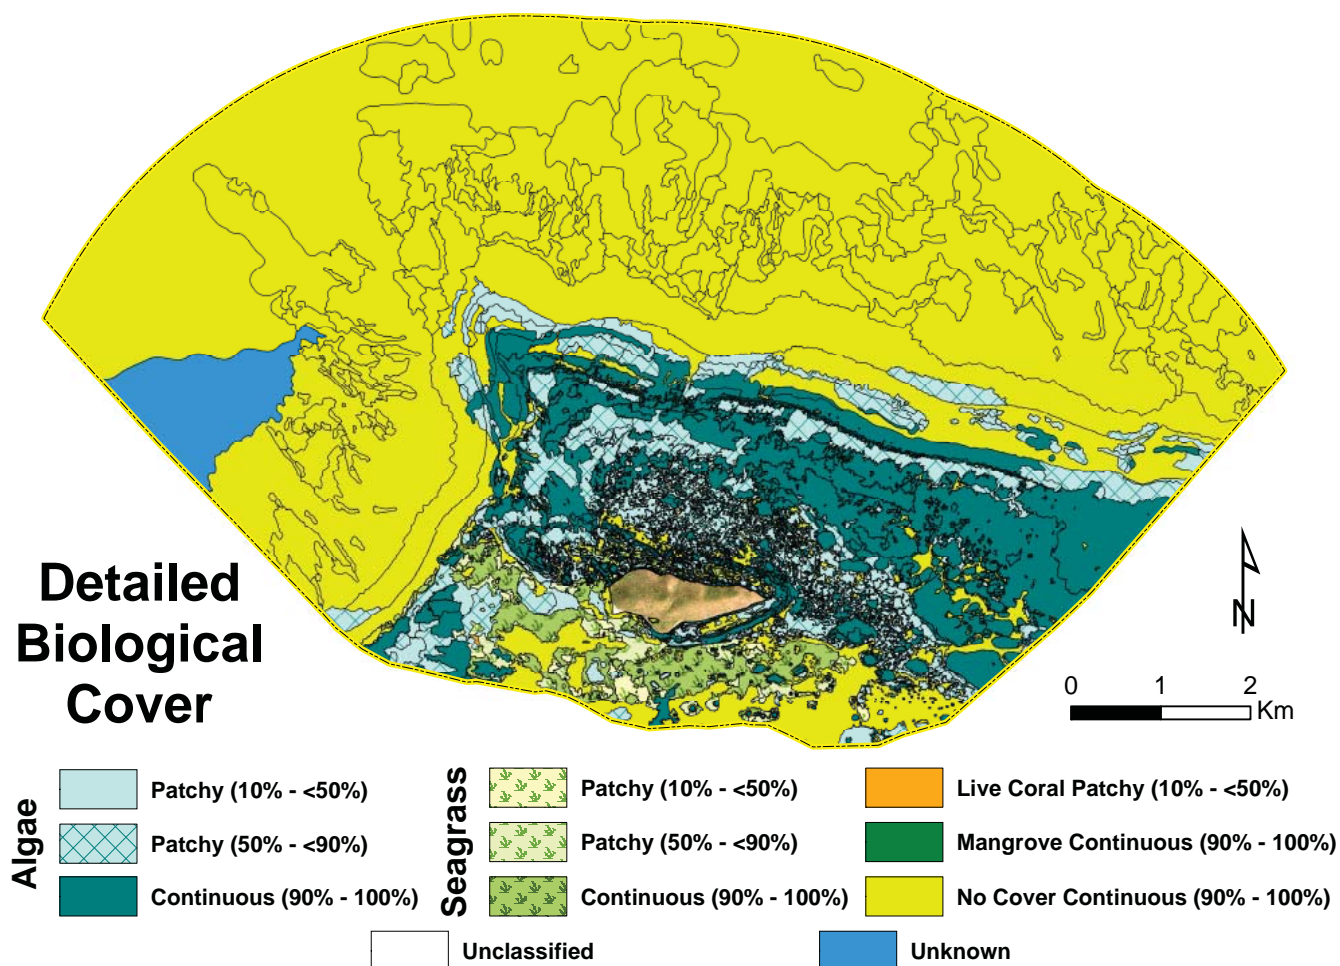 Detailed
Biological
Cover
N
0 1 2
Km
Algae
Patchy (10% - <50%)
Patchy (50% - <90%)
Continuous (90% - 100%)
Seagrass
Patchy (10% - <50%)
Patchy (50% - <90%)
Continuous (90% - 100%)
Live Coral Patchy (10% - <50%)
Mangrove Continuous (90% - 100%)
No Cover Continuous (90% - 100%)
Unclassified
Unknown